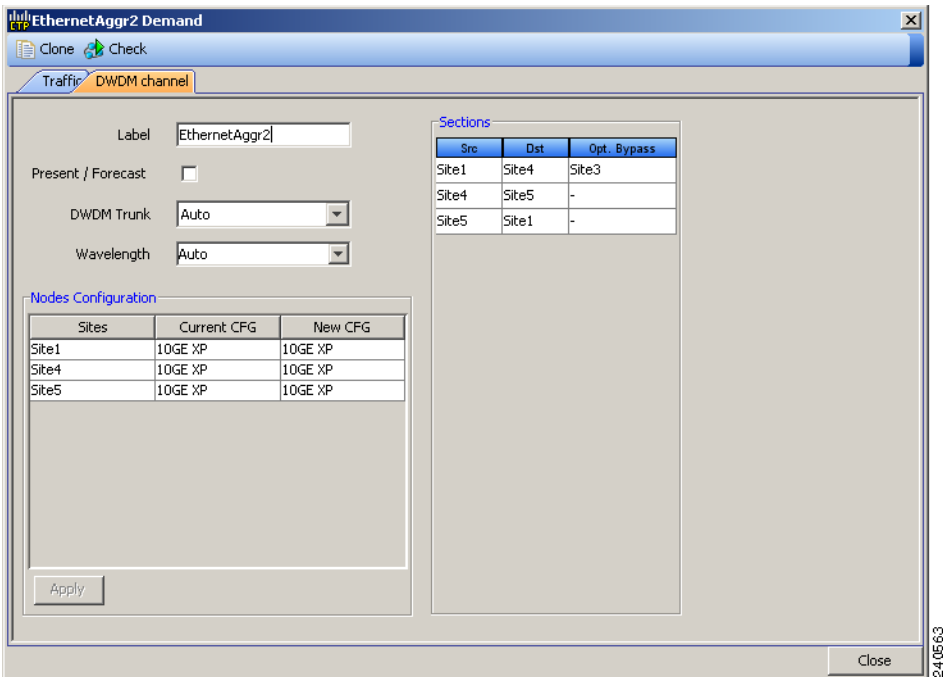 CTP EthernetAggr2 Demand
Clone Check
Traffic DWDM channel
Label EthernetAggr2
Present / Forecast
DWDM Trunk Auto
Wavelength Auto
Nodes Configuration
Sites Current CFG New CFG
Site1 10GE XP 10GE XP
Site4 10GE XP 10GE XP
Site5 10GE XP 10GE XP
Apply
Sections
Src Dst Opt. Bypass
Site1 Site4 Site3
Site4 Site5 -
Site5 Site1 -
Close
240563